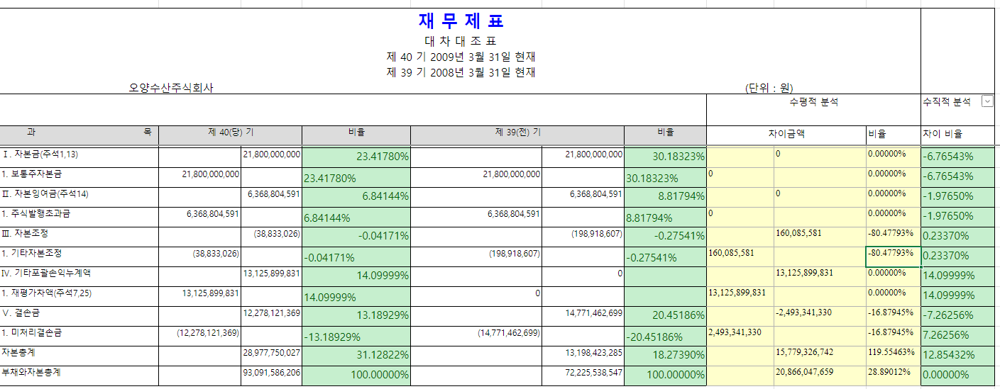 재 무 제 표
대 차 대 조 표
제 40 기 2009년 3월 31일 현재
제 39 기 2008년 3월 31일 현재
오양수산주식회사 (단위 : 원)
수평적 분석 수직적 분석
과 목 제 40(당) 기 비율 제 39(전) 기 비율 차이금액 비율 차이 비율
Ⅰ. 자본금(주석1,13) 21,800,000,000 23.41780% 21,800,000,000 30.18323% 0 0.00000% -6.76543%
1. 보통주자본금 21,800,000,000 23.41780% 21,800,000,000 30.18323% 0 0.00000% -6.76543%
Ⅱ. 자본잉여금(주석14) 6,368,804,591 6.84144% 6,368,804,591 8.81794% 0 0.00000% -1.97650%
1. 주식발행초과금 6,368,804,591 6.84144% 6,368,804,591 8.81794% 0 0.00000% -1.97650%
Ⅲ. 자본조정 (38,833,026) -0.04171% (198,918,607) -0.27541% 160,085,581 -80.47793% 0.23370%
1. 기타자본조정 (38,833,026) -0.04171% (198,918,607) -0.27541% 160,085,581 -80.47793% 0.23370%
Ⅳ. 기타포괄손익누계액 13,125,899,831 14.09999% 0 13,125,899,831 0.00000% 14.09999%
1. 재평가차액(주석7,25) 13,125,899,831 14.09999% 0 13,125,899,831 0.00000% 14.09999%
Ⅴ. 결손금 12,278,121,369 13.18929% 14,771,462,699 20.45186% -2,493,341,330 -16.87945% -7.26256%
1. 미처리결손금 (12,278,121,369) -13.18929% (14,771,462,699) -20.45186% 2,493,341,330 -16.87945% 7.26256%
자본총계 28,977,750,027 31.12822% 13,198,423,285 18.27390% 15,779,326,742 119.55463% 12.85432%
부채와자본총계 93,091,586,206 100.00000% 72,225,538,547 100.00000% 20,866,047,659 28.89012% 0.00000%